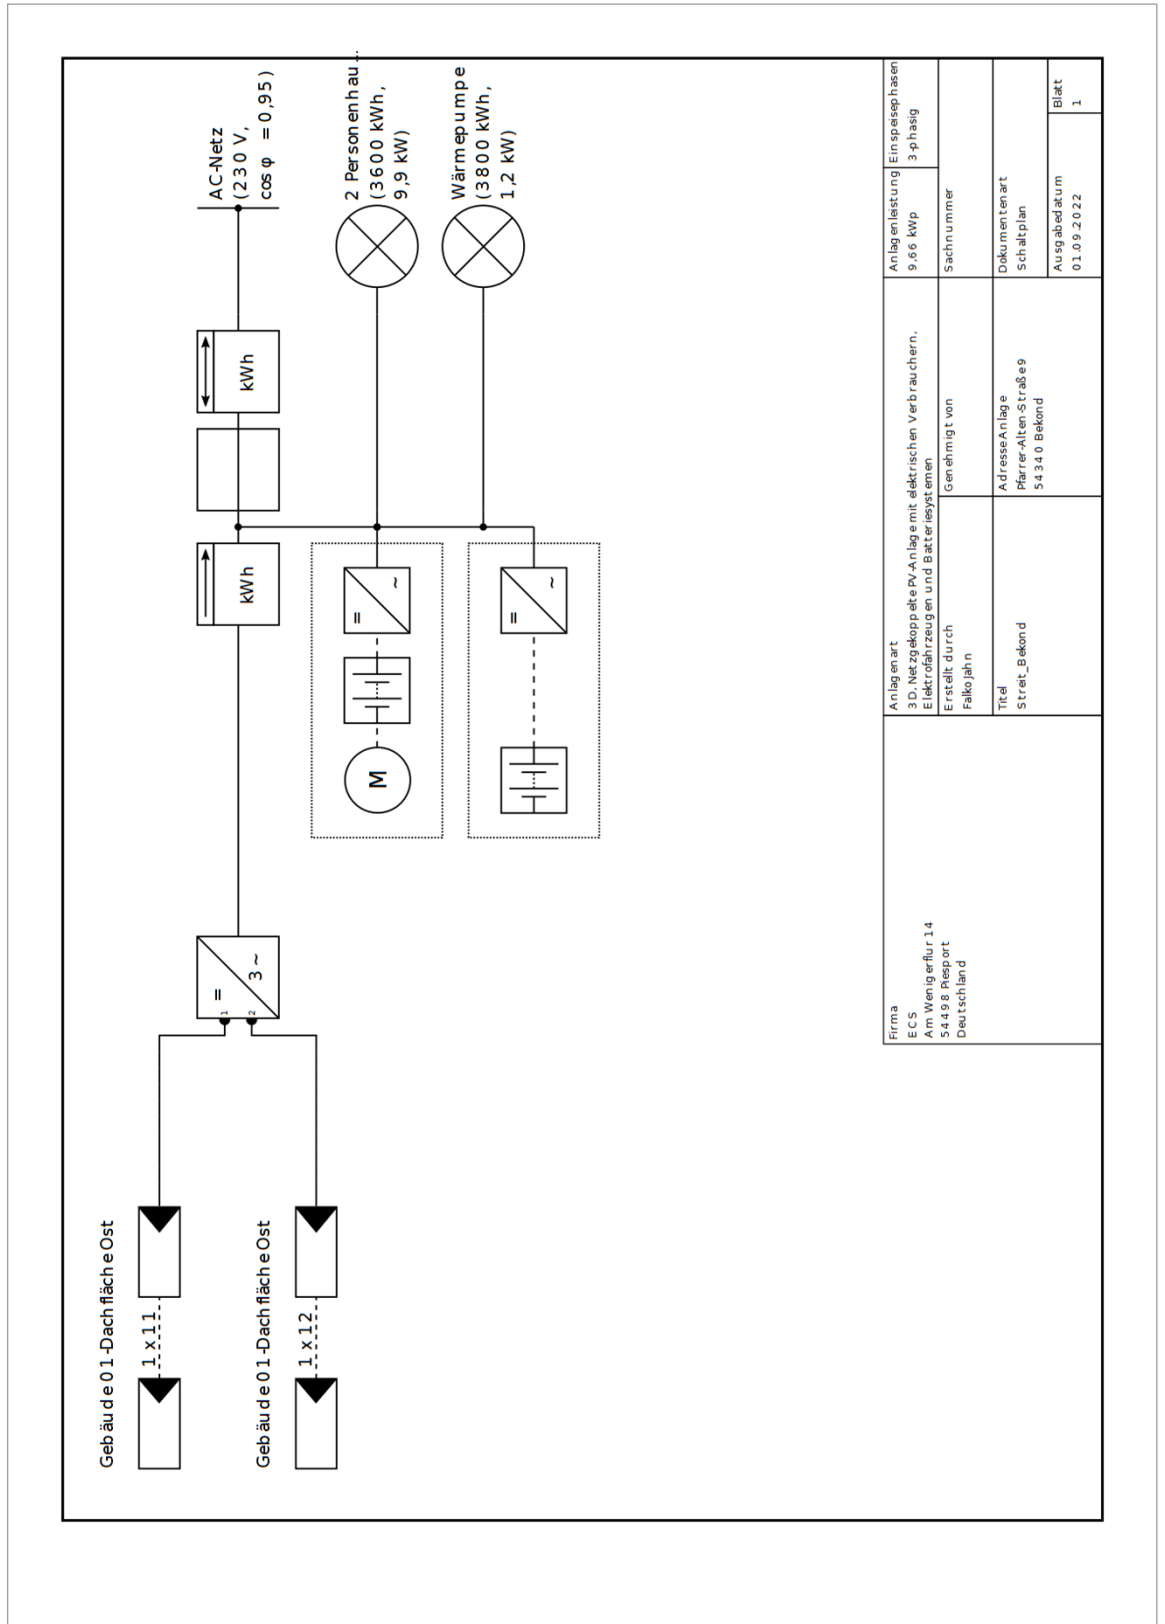 Gebäude 01-Dachfläche Ost
1 x 11
Gebäude 01-Dachfläche Ost
1 x 12
1
2
=
3 ~
kWh
kWh
AC-Netz
(230 V,
cos φ = 0,95)
M
=
~
2 Personenhau...
(3600 kWh,
9,9 kW)
=
~
Wärmepumpe
(3800 kWh,
1,2 kW)
Firma
ECS
Am Wenigerflur 14
54498 Piesport
Deutschland
Anlagenart
3D, Netzgekoppelte PV-Anlage mit elektrischen Verbrauchern,
Elektrofahrzeugen und Batteriesystemen
Anlagenleistung
9,66 kWp
Einspeisephasen
3-phasig
Erstellt durch
Falko Jahn
Genehmigt von
Sachnummer
Titel
Streit_Bekond
Adresse Anlage
Pfarrer-Alten-Straße 9
54340 Bekond
Dokumentenart
Schaltplan
Ausgabedatum
01.09.2022
Blatt
1